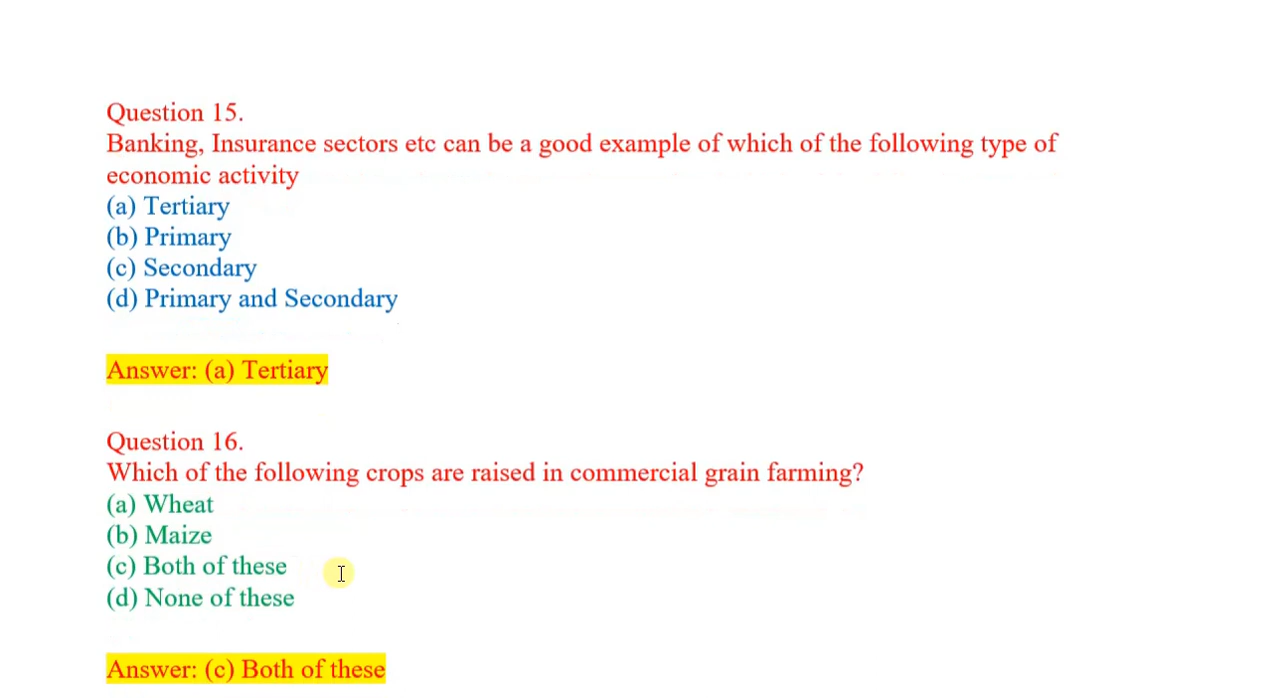 Question 15.
Banking, Insurance sectors etc can be a good example of which of the following type of
economic activity
(a) Tertiary
(b) Primary
(c) Secondary
(d) Primary and Secondary
Answer: (a) Tertiary
Question 16.
Which of the following crops are raised in commercial grain farming?
(a) Wheat
(b) Maize
(c) Both of these
(d) None of these
Answer: (c) Both of these